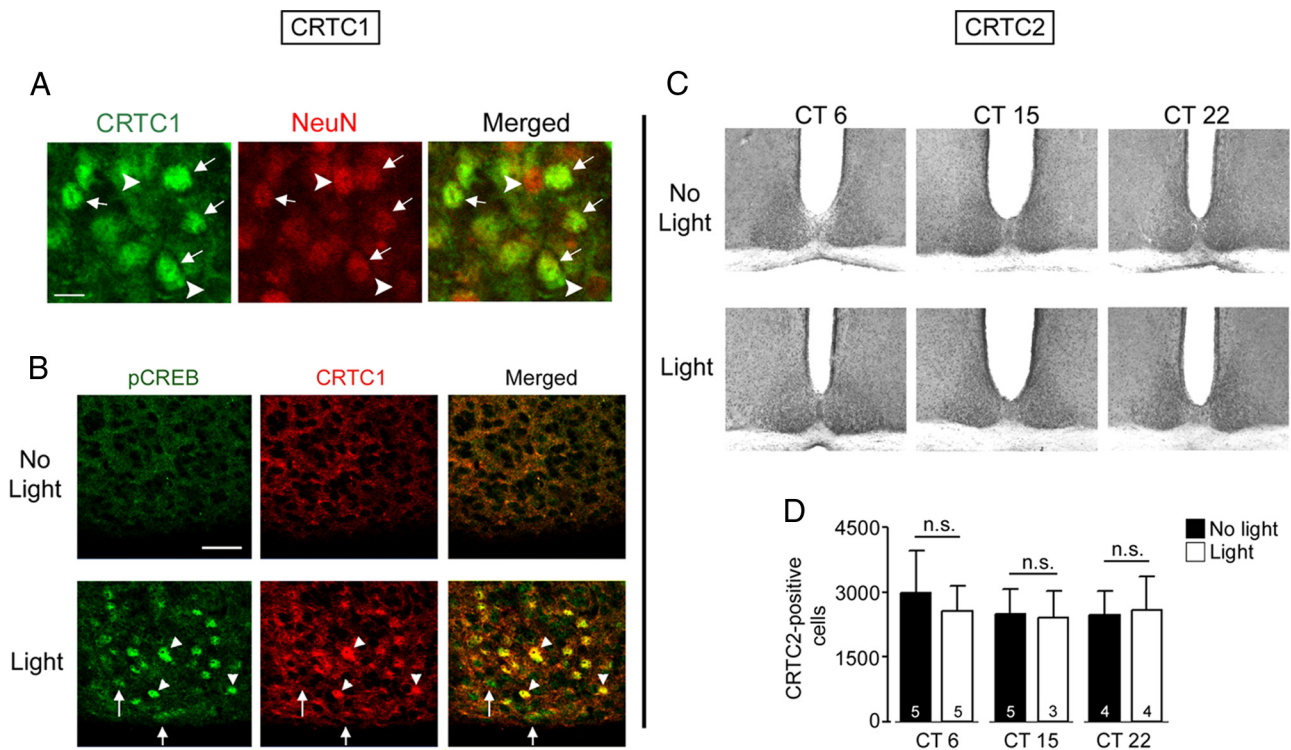 CRTC1
CRTC2
A
CRTC1 NeuN Merged
B
pCREB CRTC1 Merged
No
Light
Light
C
CT 6 CT 15 CT 22
No
Light
Light
D
CRTC2-positive
cells
4500
3000
1500
0
n.s. n.s. n.s.
No light
Light
5 5 5 3 4 4
CT 6 CT 15 CT 22